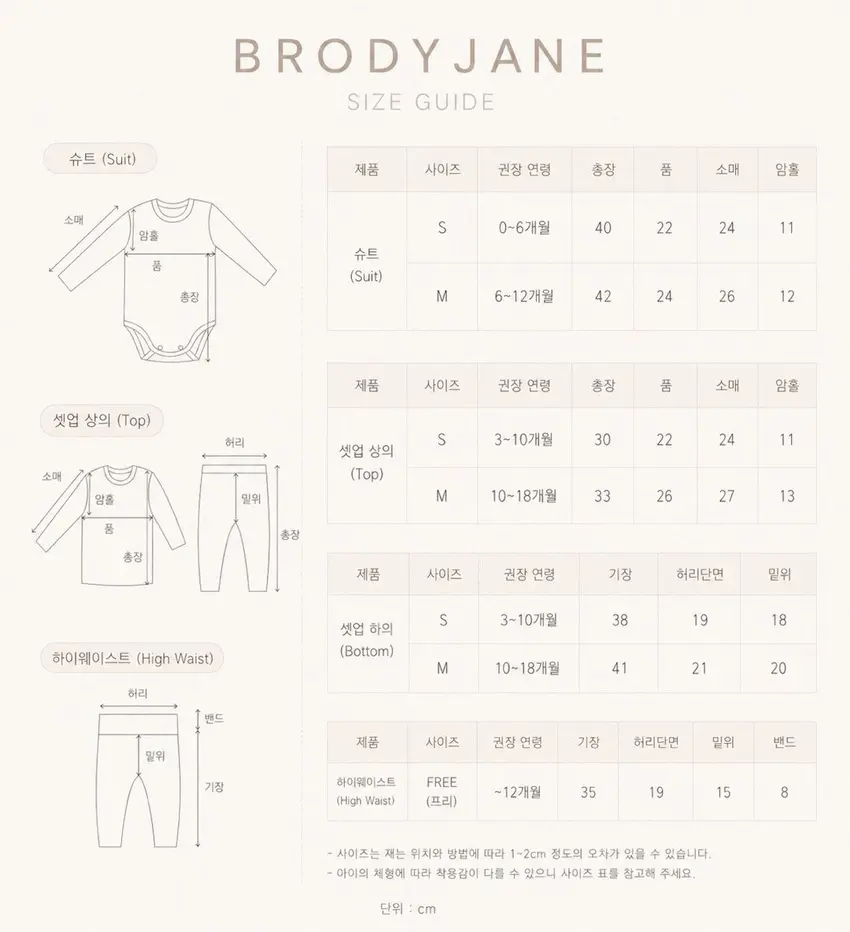 BRODYJANE
SIZE GUIDE
슈트 (Suit)
소매
암홀
품
총장
셋업 상의 (Top)
소매
암홀
품
총장
허리
밑위
총장
하이웨이스트 (High Waist)
허리
밴드
밑위
기장
제품 사이즈 권장 연령 총장 품 소매 암홀
슈트
(Suit)
S 0~6개월 40 22 24 11
M 6~12개월 42 24 26 12
제품 사이즈 권장 연령 총장 품 소매 암홀
셋업 상의
(Top)
S 3~10개월 30 22 24 11
M 10~18개월 33 26 27 13
제품 사이즈 권장 연령 기장 허리단면 밑위
셋업 하의
(Bottom)
S 3~10개월 38 19 18
M 10~18개월 41 21 20
제품 사이즈 권장 연령 기장 허리단면 밑위 밴드
하이웨이스트
(High Waist)
FREE
(프리)
~12개월 35 19 15 8
- 사이즈는 재는 위치와 방법에 따라 1~2cm 정도의 오차가 있을 수 있습니다.
- 아이의 체형에 따라 착용감이 다를 수 있으니 사이즈 표를 참고해 주세요.
단위 : cm